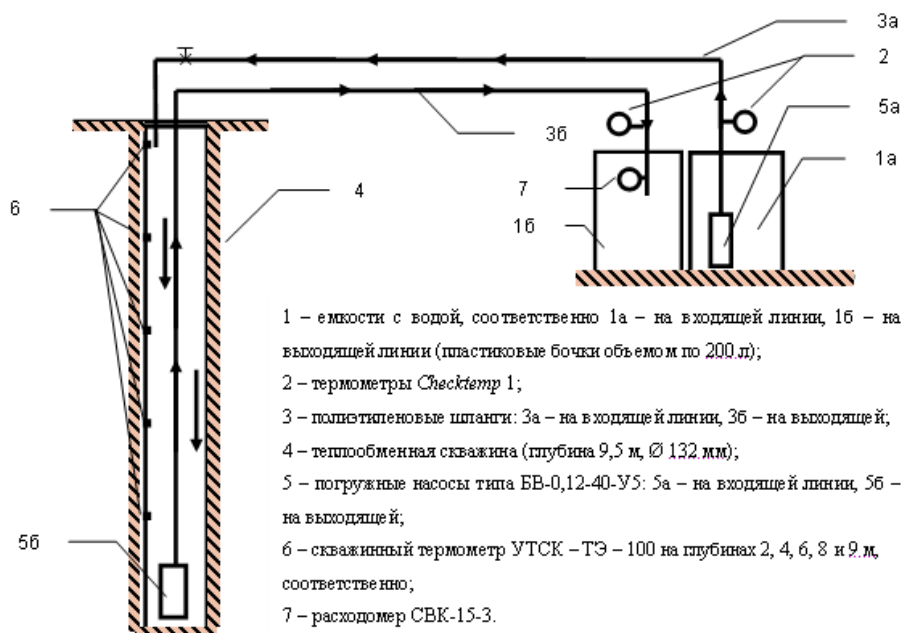 3а
2
5а
3б
1а
4
7
6
1б
1 – емкости с водой, соответственно 1а – на входящей линии, 1б – на
выходящей линии (пластиковые бочки объемом по 200 л);
2 – термометры Checktemp 1;
3 – полиэтиленовые шланги: 3а – на входящей линии, 3б – на выходящей;
4 – теплообменная скважина (глубина 9,5 м, Ø 132 мм);
5 – погружные насосы типа БВ-0,12-40-У5: 5а – на входящей линии, 5б –
на выходящей;
5б
6 – скважинный термометр УТСК – ТЭ – 100 на глубинах 2, 4, 6, 8 и 9 м,
соответственно;
7 – расходомер СВК-15-3.